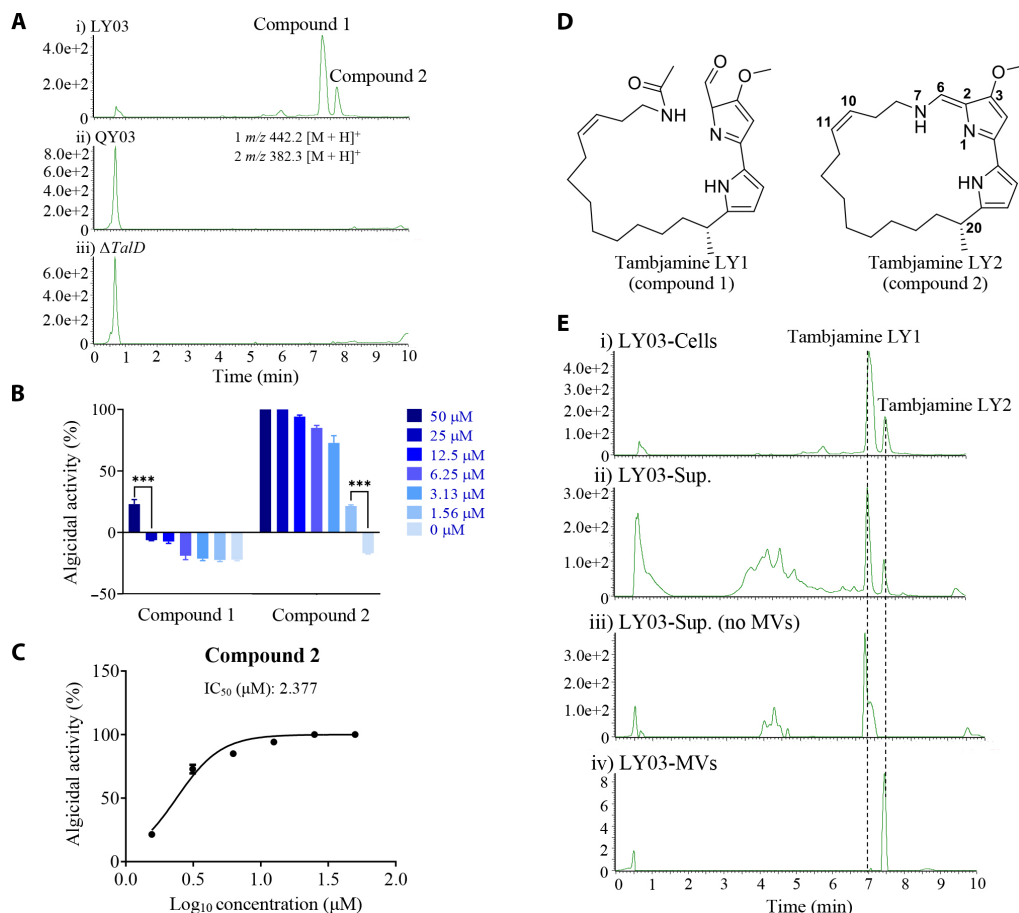 A
i) LY03
Compound 1
Compound 2
4.0e+2
2.0e+2
0
ii) QY03
1 m/z 442.2 [M + H]+
2 m/z 382.3 [M + H]+
8.0e+2
6.0e+2
4.0e+2
2.0e+2
0
iii) ΔTalD
6.0e+2
4.0e+2
2.0e+2
0
0 1 2 3 4 5 6 7 8 9 10
Time (min)
B
Algicidal activity (%)
100
50
0
−50
Compound 1
Compound 2
***
***
50 µM
25 µM
12.5 µM
6.25 µM
3.13 µM
1.56 µM
0 µM
C
Compound 2
IC50 (µM): 2.377
Algicidal activity (%)
150
100
50
0
0.0 0.5 1.0 1.5 2.0
Log10 concentration (µM)
D
O
O
O
NH
N
HN
Tambjamine LY1
(compound 1)
O
6
7
10
11
2
3
N
H
N
1
HN
20
Tambjamine LY2
(compound 2)
E
Tambjamine LY1
i) LY03-Cells
Tambjamine LY2
4.0e+2
3.0e+2
2.0e+2
1.0e+2
0
ii) LY03-Sup.
3.0e+2
2.0e+2
1.0e+2
0
iii) LY03-Sup. (no MVs)
3.0e+2
2.0e+2
1.0e+2
0
iv) LY03-MVs
8
6
4
2
0
0 1 2 3 4 5 6 7 8 9 10
Time (min)